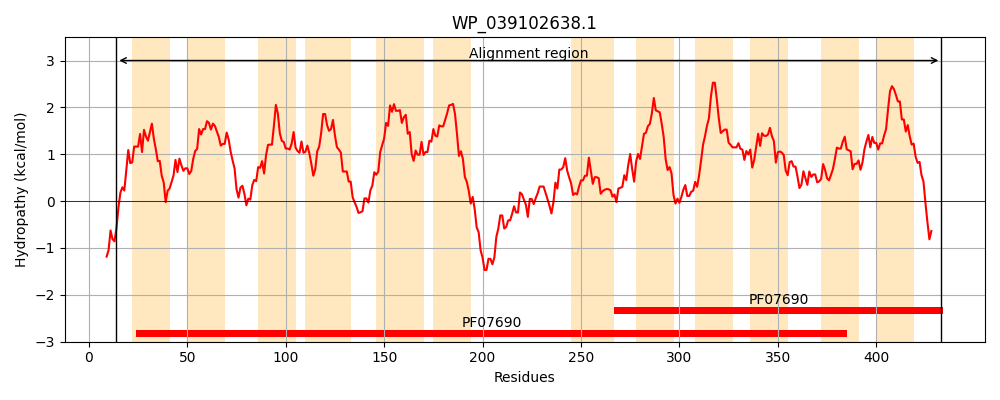 WP_039102638.1
Alignment region
Hydropathy (kcal/mol)
3
2
1
0
−1
−2
−3
PF07690
PF07690
0 50 100 150 200 250 300 350 400
Residues